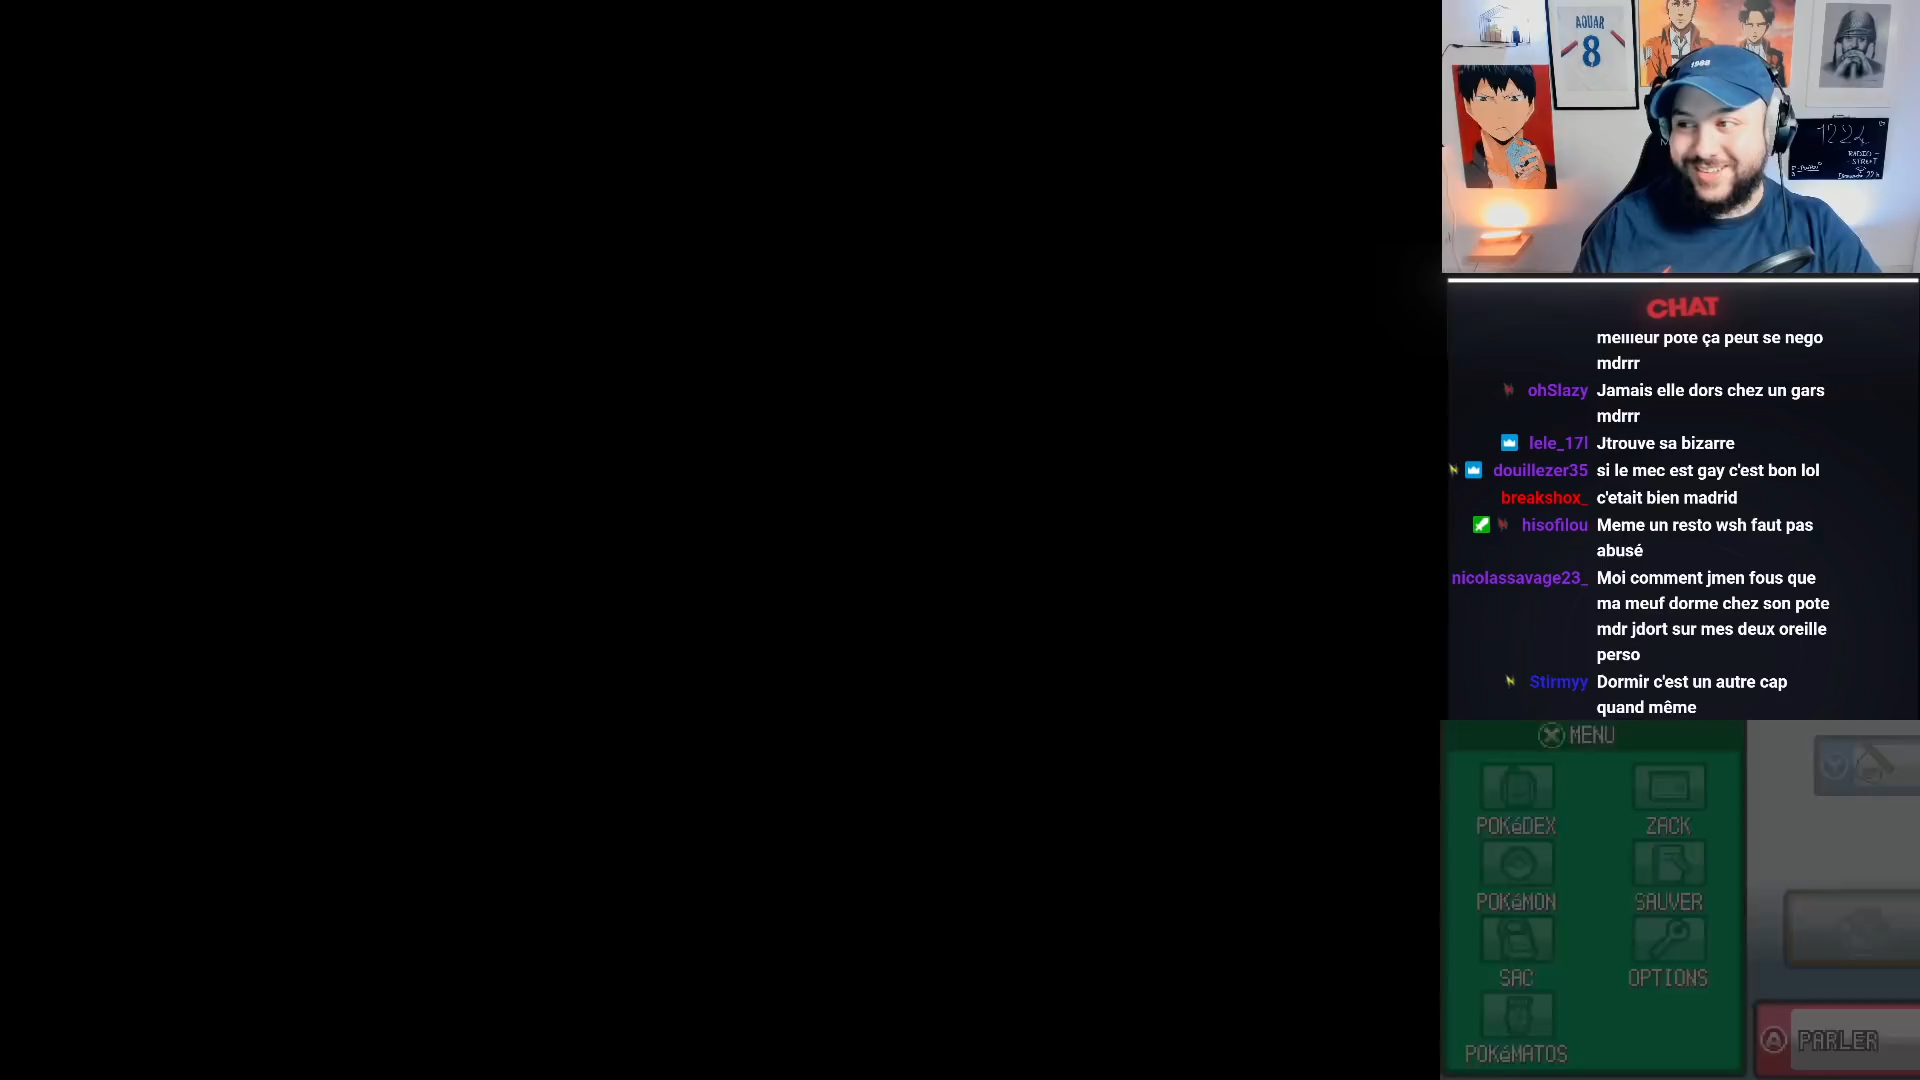 AOUAR
8
1988
1224
RADIO -
- STREET
CHAT
meilleur pote ça peut se nego
mdrrr
ohSlazy Jamais elle dors chez un gars
mdrrr
lele_17l Jtrouve sa bizarre
douillezer35 si le mec est gay c'est bon lol
breakshox_ c'etait bien madrid
hisofilou Meme un resto wsh faut pas
abusé
nicolassavage23_ Moi comment jmen fous que
ma meuf dorme chez son pote
mdr jdort sur mes deux oreille
perso
Stirmyy Dormir c'est un autre cap
quand même
X MENU
Y
POKéDEX ZACK
POKéMON SAUVER
SAC OPTIONS
POKéMATOS
A PARLER